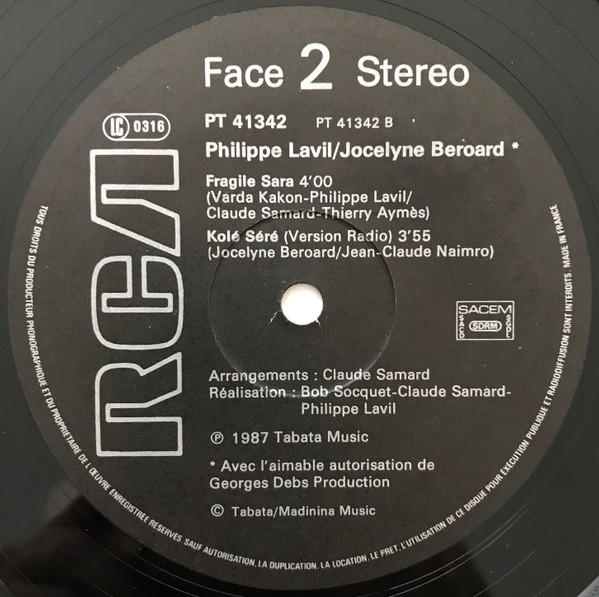 Face 2 Stereo
LC 0316
PT 41342 PT 41342 B
Philippe Lavil/Jocelyne Beroard *
RCA
Fragile Sara 4'00
(Varda Kakon-Philippe Lavil/
Claude Samard-Thierry Aymès)
Kolé Séré (Version Radio) 3'55
(Jocelyne Beroard/Jean-Claude Naimro)
SACEM
SACD SDRM SGDL
Arrangements : Claude Samard
Réalisation : Bob Socquet-Claude Samard-
Philippe Lavil
℗ 1987 Tabata Music
* Avec l'aimable autorisation de
Georges Debs Production
© Tabata/Madinina Music
TOUS DROITS DU PRODUCTEUR PHONOGRAPHIQUE ET DU PROPRIETAIRE DE L'ŒUVRE ENREGISTREE RESERVES SAUF AUTORISATION, LA DUPLICATION, LA LOCATION, LE PRET, L'UTILISATION DE CE DISQUE POUR EXECUTION PUBLIQUE ET RADIODIFFUSION SONT INTERDITS. MADE IN FRANCE